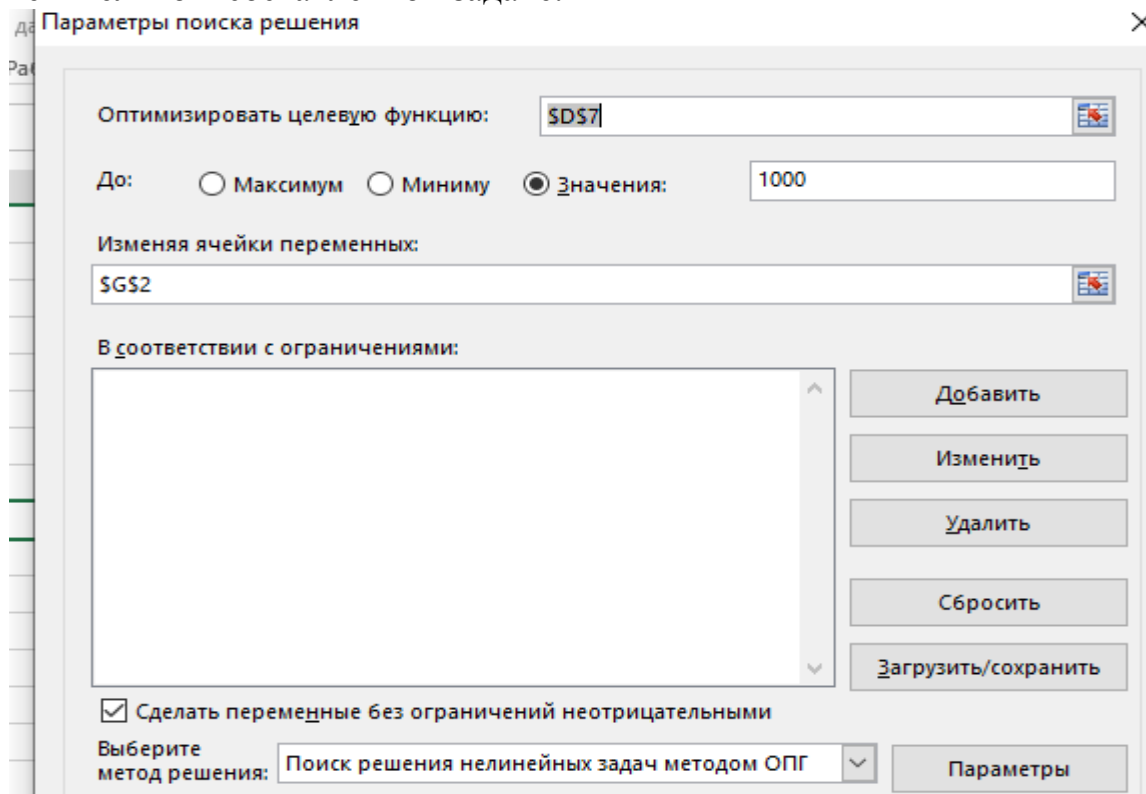 Параметры поиска решения
Раб
Оптимизировать целевую функцию:
$D$7
До:
Максимум
Миниму
Значения:
1000
Изменяя ячейки переменных:
$G$2
В соответствии с ограничениями:
Добавить
Изменить
Удалить
Сбросить
Загрузить/сохранить
Сделать переменные без ограничений неотрицательными
Выберите
метод решения:
Поиск решения нелинейных задач методом ОПГ
Параметры